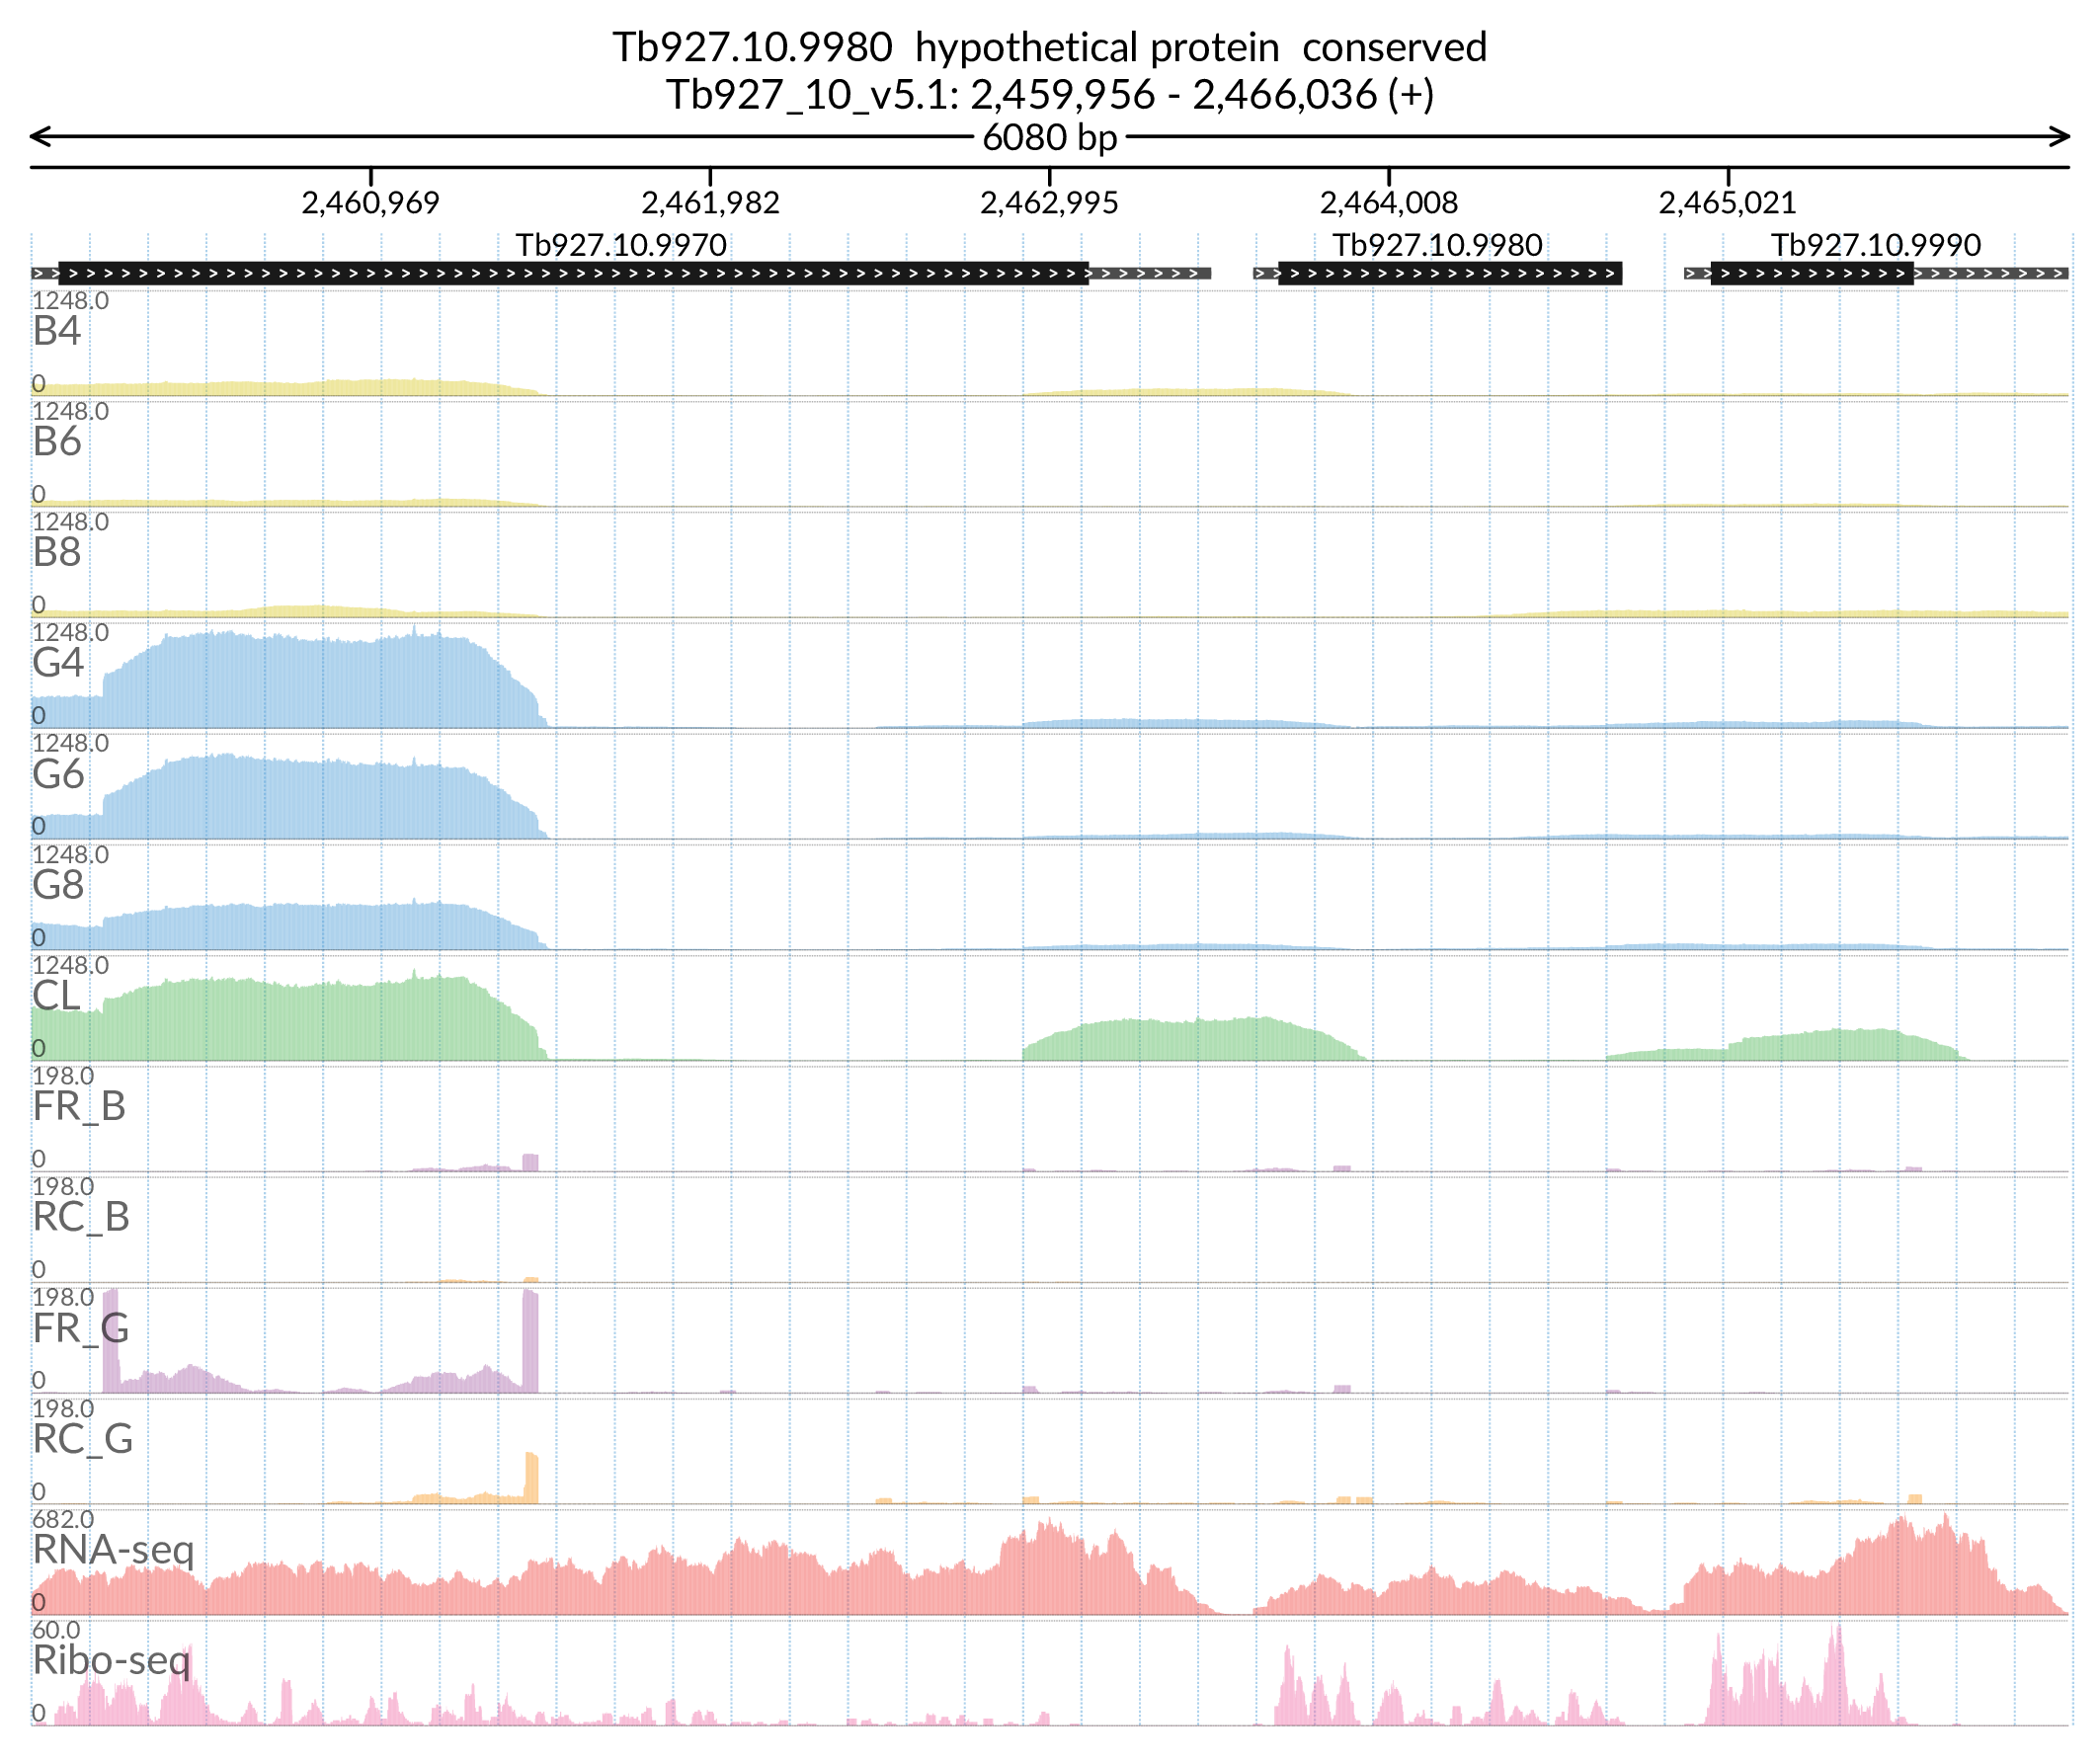 Tb927.10.9980  hypothetical protein  conserved
Tb927_10_v5.1: 2,459,956 - 2,466,036 (+)
6080 bp
2,460,969 2,461,982 2,462,995 2,464,008 2,465,021
Tb927.10.9970 Tb927.10.9980 Tb927.10.9990
1248.0
B4
0
1248.0
B6
0
1248.0
B8
0
1248.0
G4
0
1248.0
G6
0
1248.0
G8
0
1248.0
CL
0
198.0
FR_B
0
198.0
RC_B
0
198.0
FR_G
0
198.0
RC_G
0
682.0
RNA-seq
0
60.0
Ribo-seq
0